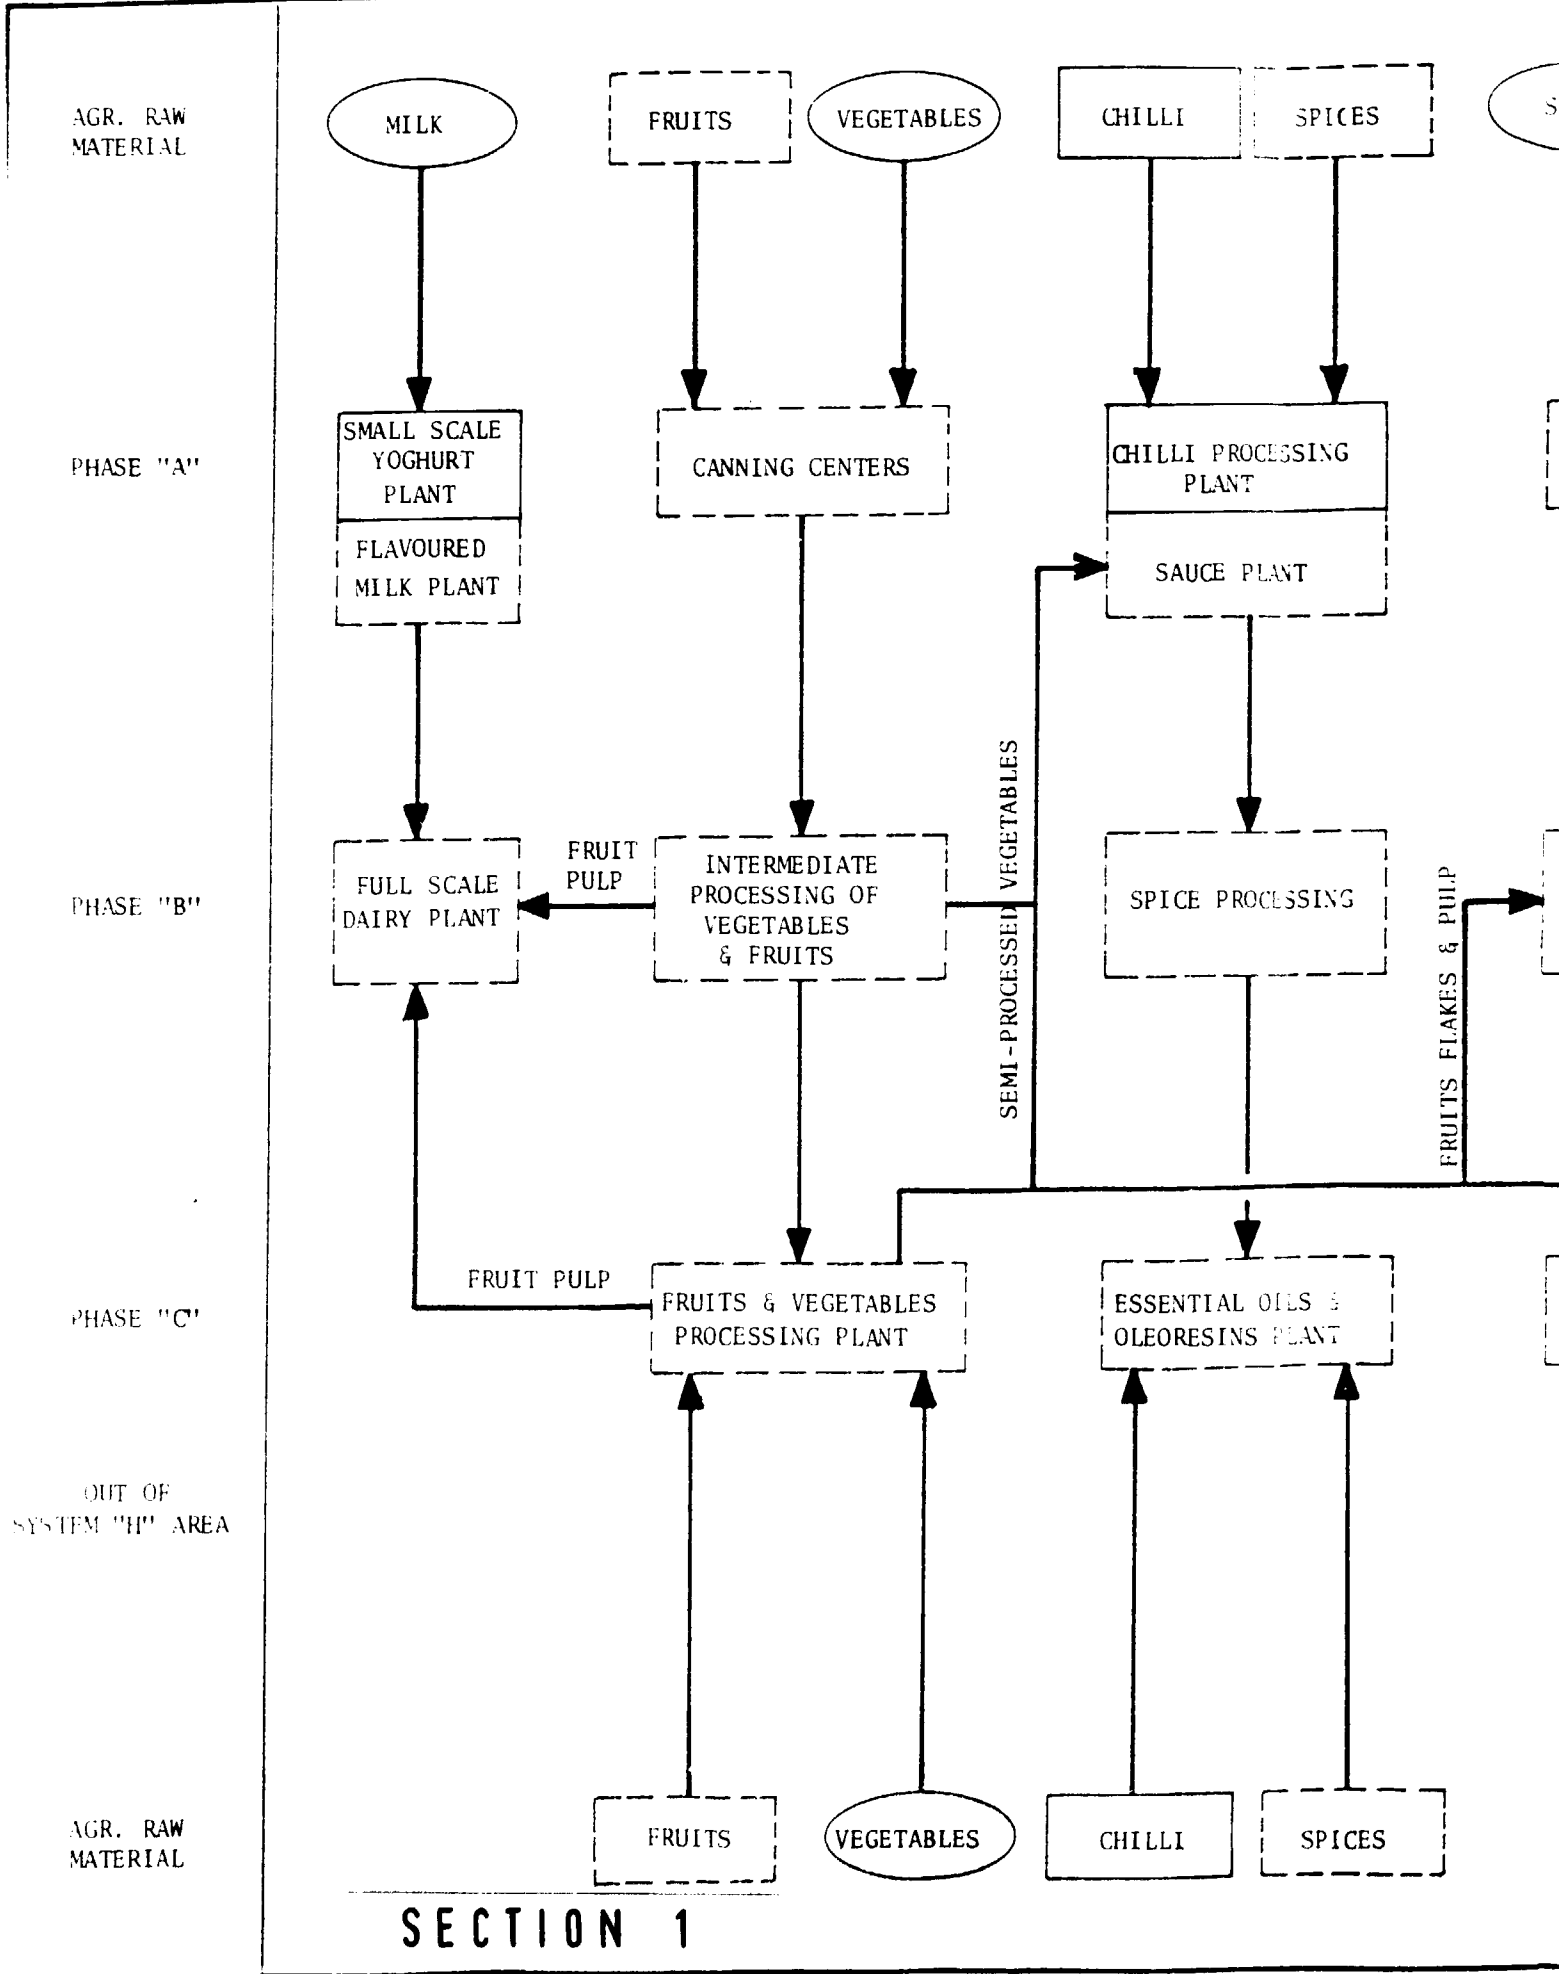 AGR. RAW
MATERIAL
MILK
FRUITS
VEGETABLES
CHILLI
SPICES
S
PHASE "A"
SMALL SCALE
YOGHURT
PLANT
FLAVOURED
MILK PLANT
CANNING CENTERS
CHILLI PROCESSING
PLANT
SAUCE PLANT
SEMI-PROCESSED VEGETABLES
PHASE "B"
FULL SCALE
DAIRY PLANT
FRUIT
PULP
INTERMEDIATE
PROCESSING OF
VEGETABLES
& FRUITS
SPICE PROCESSING
FRUITS FLAKES & PULP
PHASE "C"
FRUIT PULP
FRUITS & VEGETABLES
PROCESSING PLANT
ESSENTIAL OILS &
OLEORESINS PLANT
OUT OF
SYSTEM "H" AREA
AGR. RAW
MATERIAL
FRUITS
VEGETABLES
CHILLI
SPICES
SECTION 1